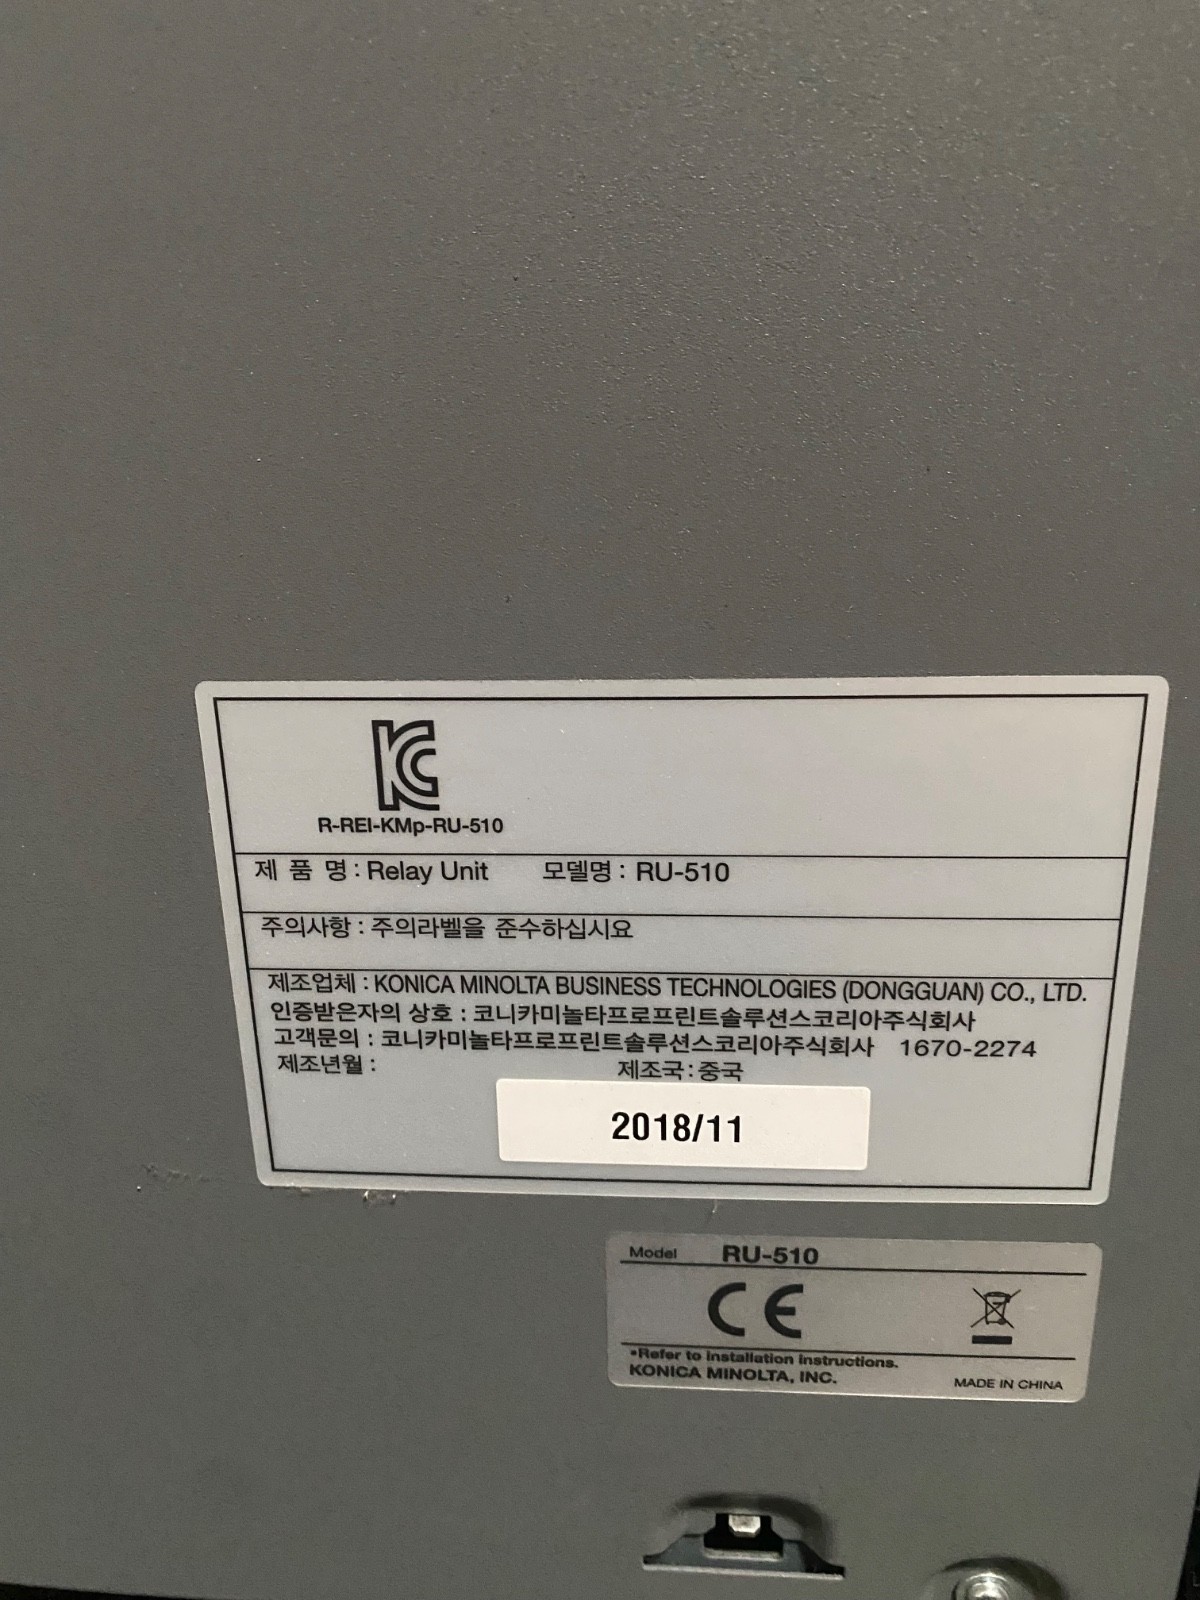 KC
R-REI-KMp-RU-510
제 품 명 : Relay Unit 모델명 : RU-510
주의사항 : 주의라벨을 준수하십시요
제조업체 : KONICA MINOLTA BUSINESS TECHNOLOGIES (DONGGUAN) CO., LTD.
인증받은자의 상호 : 코니카미놀타프로프린트솔루션스코리아주식회사
고객문의 : 코니카미놀타프로프린트솔루션스코리아주식회사 1670-2274
제조년월 : 제조국 : 중국
2018/11
Model RU-510
CE
*Refer to installation instructions.
KONICA MINOLTA, INC. MADE IN CHINA